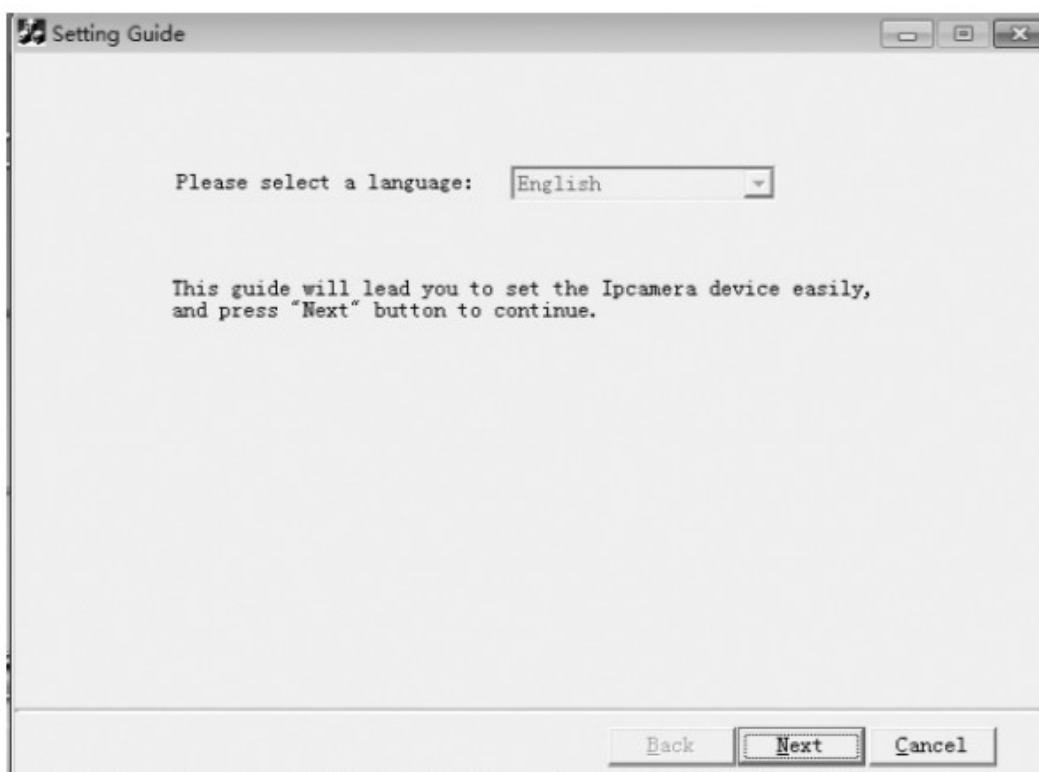 Setting Guide
Please select a language: English
This guide will lead you to set the Ipcamera device easily,
and press "Next" button to continue.
Back Next Cancel